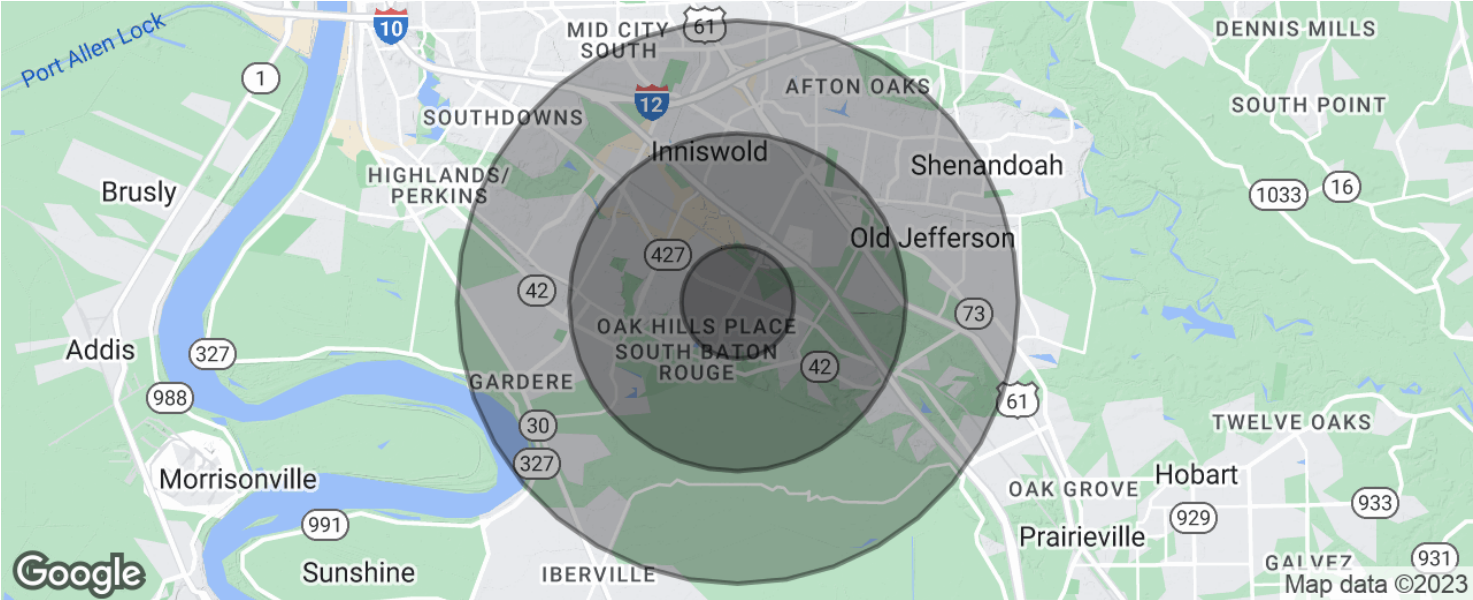 10
MID CITY
SOUTH
61
DENNIS MILLS
Port Allen Lock
1
AFTON OAKS
12
SOUTH POINT
SOUTHDOWNS
Inniswold
Shenandoah
HIGHLANDS/
PERKINS
Brusly
1033
16
Old Jefferson
427
42
73
OAK HILLS PLACE
SOUTH BATON
ROUGE
Addis
327
42
GARDERE
988
61
TWELVE OAKS
30
327
Morrisonville
Hobart
OAK GROVE
933
991
929
Prairieville
Sunshine
IBERVILLE
GALVEZ
931
Google
Map data ©2023